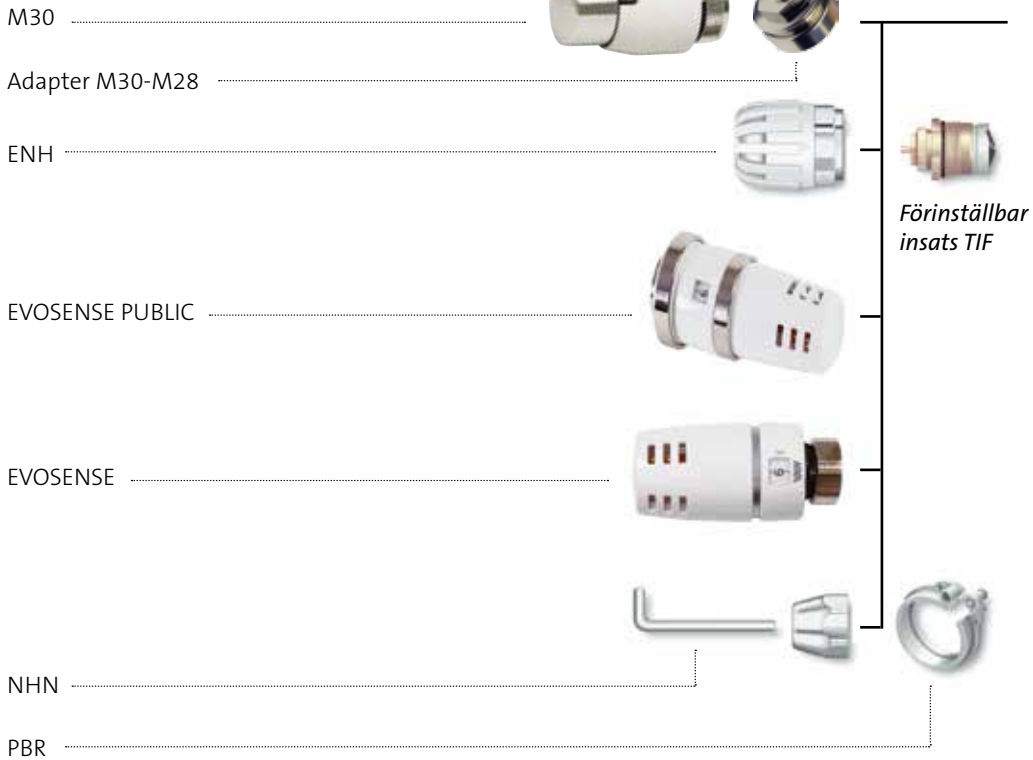 M30
Adapter M30-M28
ENH
Förinställbar
insats TIF
EVOSENSE PUBLIC
EVOSENSE
NHN
PBR